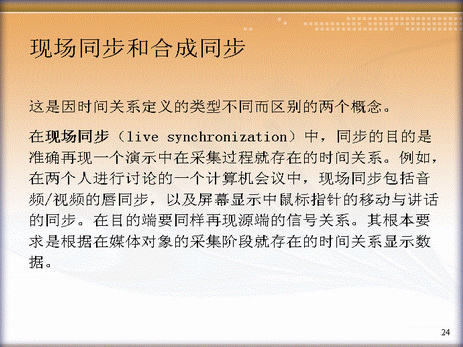 现场同步和合成同步
这是因时间关系定义的类型不同而区别的两个概念。
在现场同步（live synchronization）中，同步的目的是
准确再现一个演示中在采集过程就存在的时间关系。例如，
在两个人进行讨论的一个计算机会议中，现场同步包括音
频/视频的唇同步，以及屏幕显示中鼠标指针的移动与讲话
的同步。在目的端要同样再现源端的信号关系。其根本要
求是根据在媒体对象的采集阶段就存在的时间关系显示数
据。
24